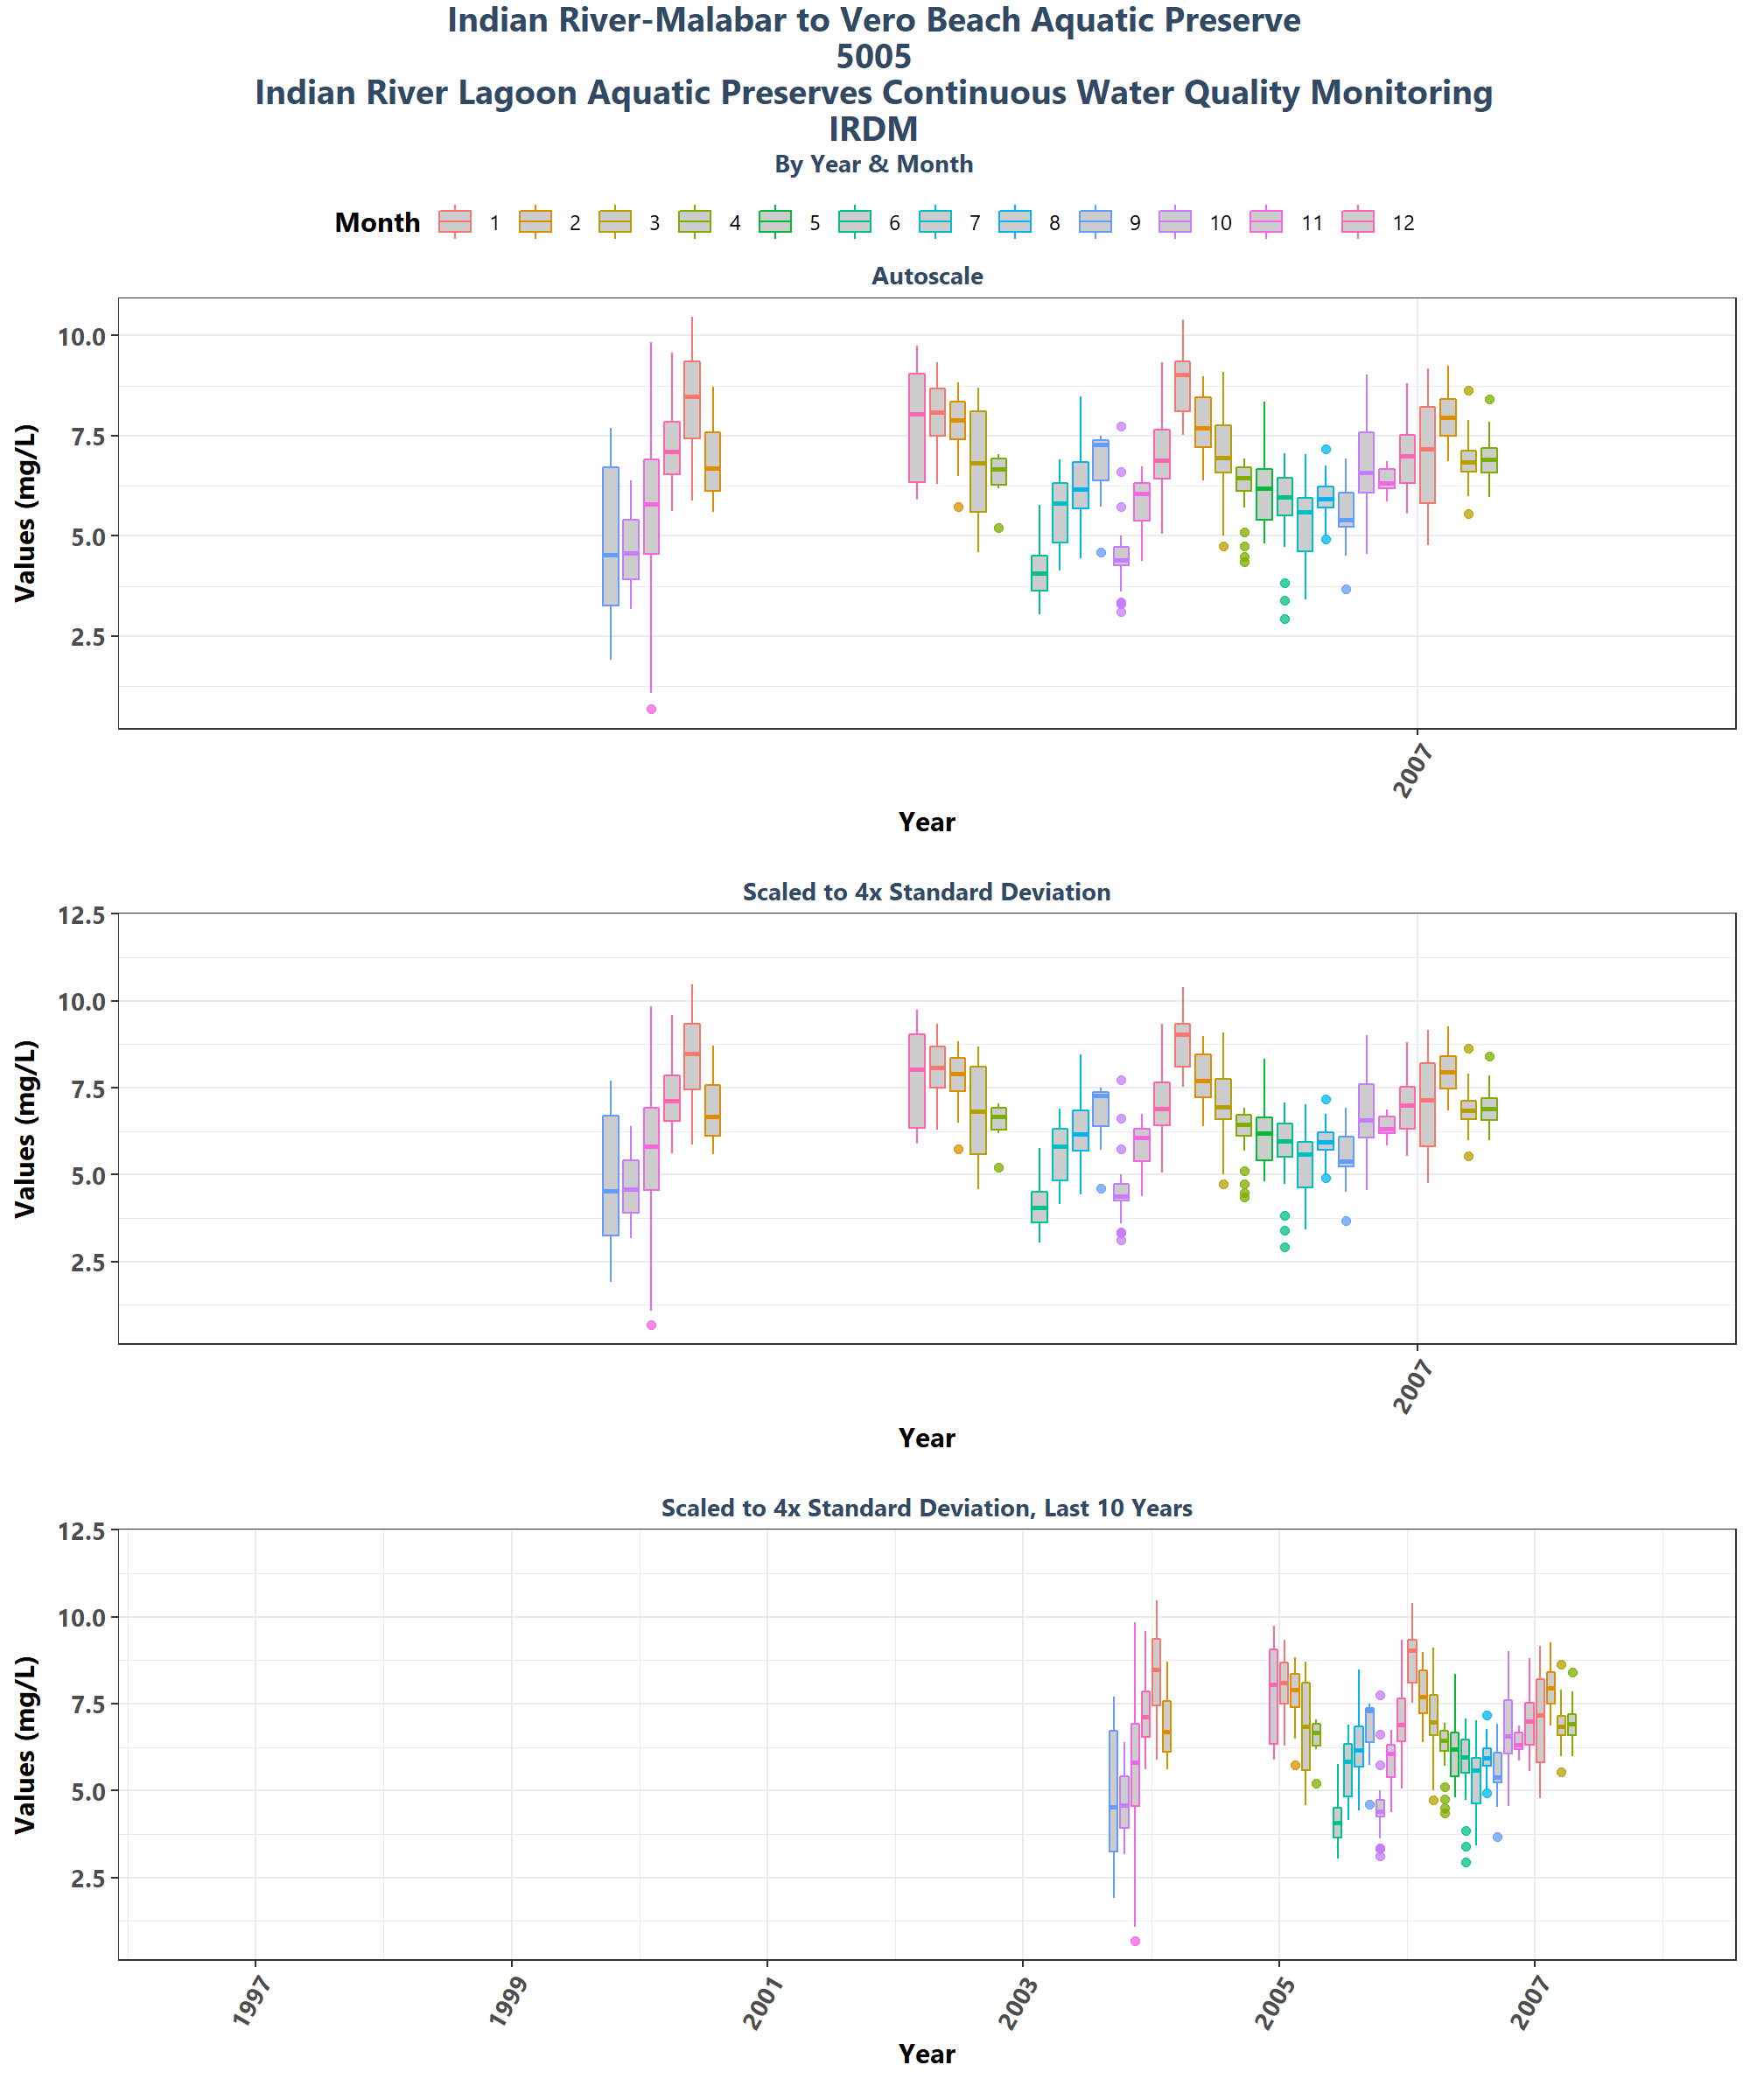 Indian River-Malabar to Vero Beach Aquatic Preserve
5005
Indian River Lagoon Aquatic Preserves Continuous Water Quality Monitoring
IRDM
By Year & Month
Month 1 2 3 4 5 6 7 8 9 10 11 12
Autoscale
Values (mg/L)
10.0
7.5
5.0
2.5
2007
Year
Scaled to 4x Standard Deviation
Values (mg/L)
12.5
10.0
7.5
5.0
2.5
2007
Year
Scaled to 4x Standard Deviation, Last 10 Years
Values (mg/L)
12.5
10.0
7.5
5.0
2.5
1997 1999 2001 2003 2005 2007
Year